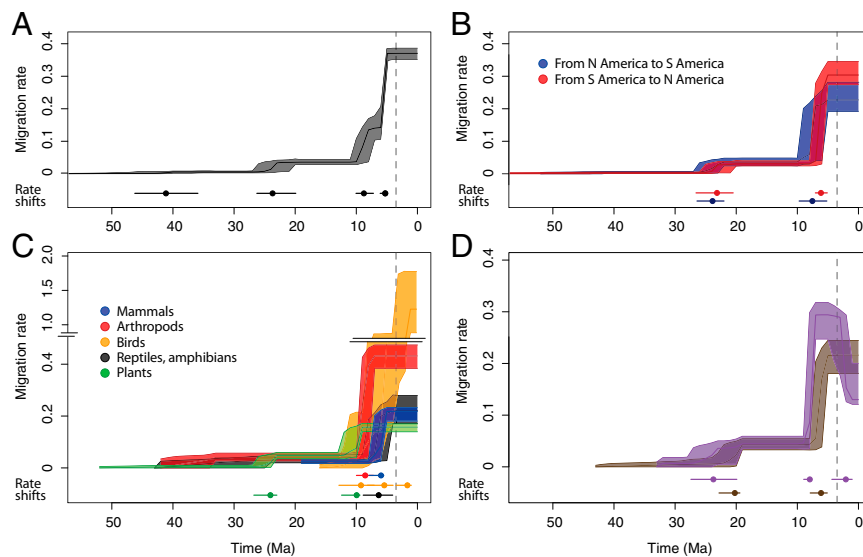 A
Migration rate
0.4
0.3
0.2
0.1
0
Rate shifts
50 40 30 20 10 0
B
From N America to S America
From S America to N America
Migration rate
0.4
0.3
0.2
0.1
0
Rate shifts
50 40 30 20 10 0
C
Mammals
Arthropods
Birds
Reptiles, amphibians
Plants
Migration rate
2.0
1.5
1.0
0.4
0.2
0
Rate shifts
50 40 30 20 10 0
Time (Ma)
D
Migration rate
0.4
0.3
0.2
0.1
0
Rate shifts
50 40 30 20 10 0
Time (Ma)